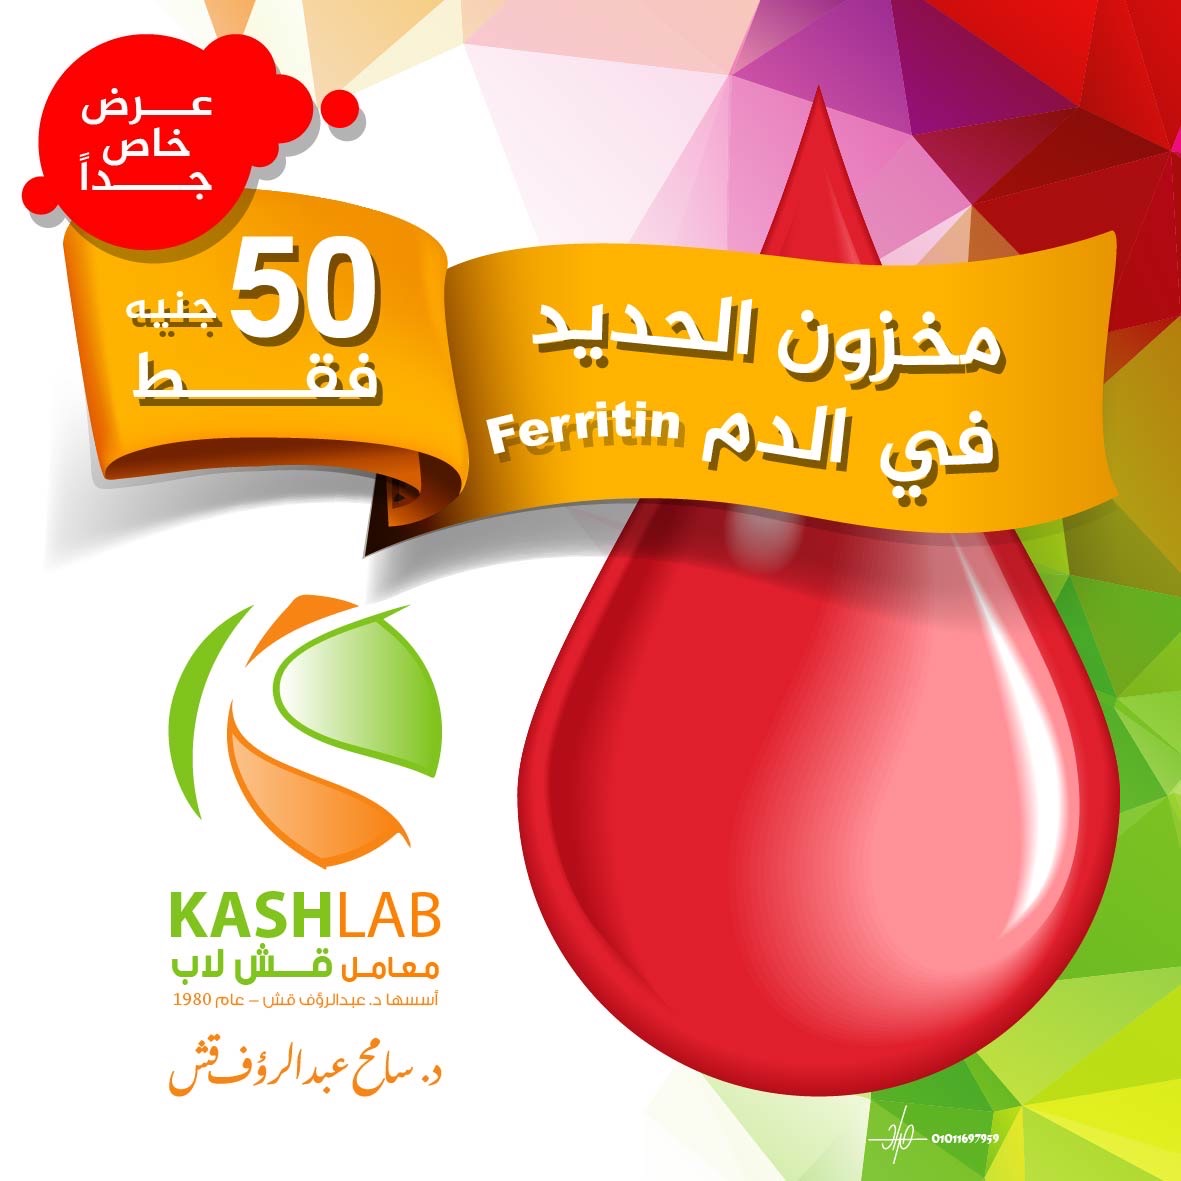 عرض
خاص
جداً
50 جنيه
فقط
مخزون الحديد
في الدم Ferritin
KASHLAB
معامل قش لاب
أسسها د. عبدالرؤف قش – عام 1980
د. سامح عبدالرؤف قش
01011697959